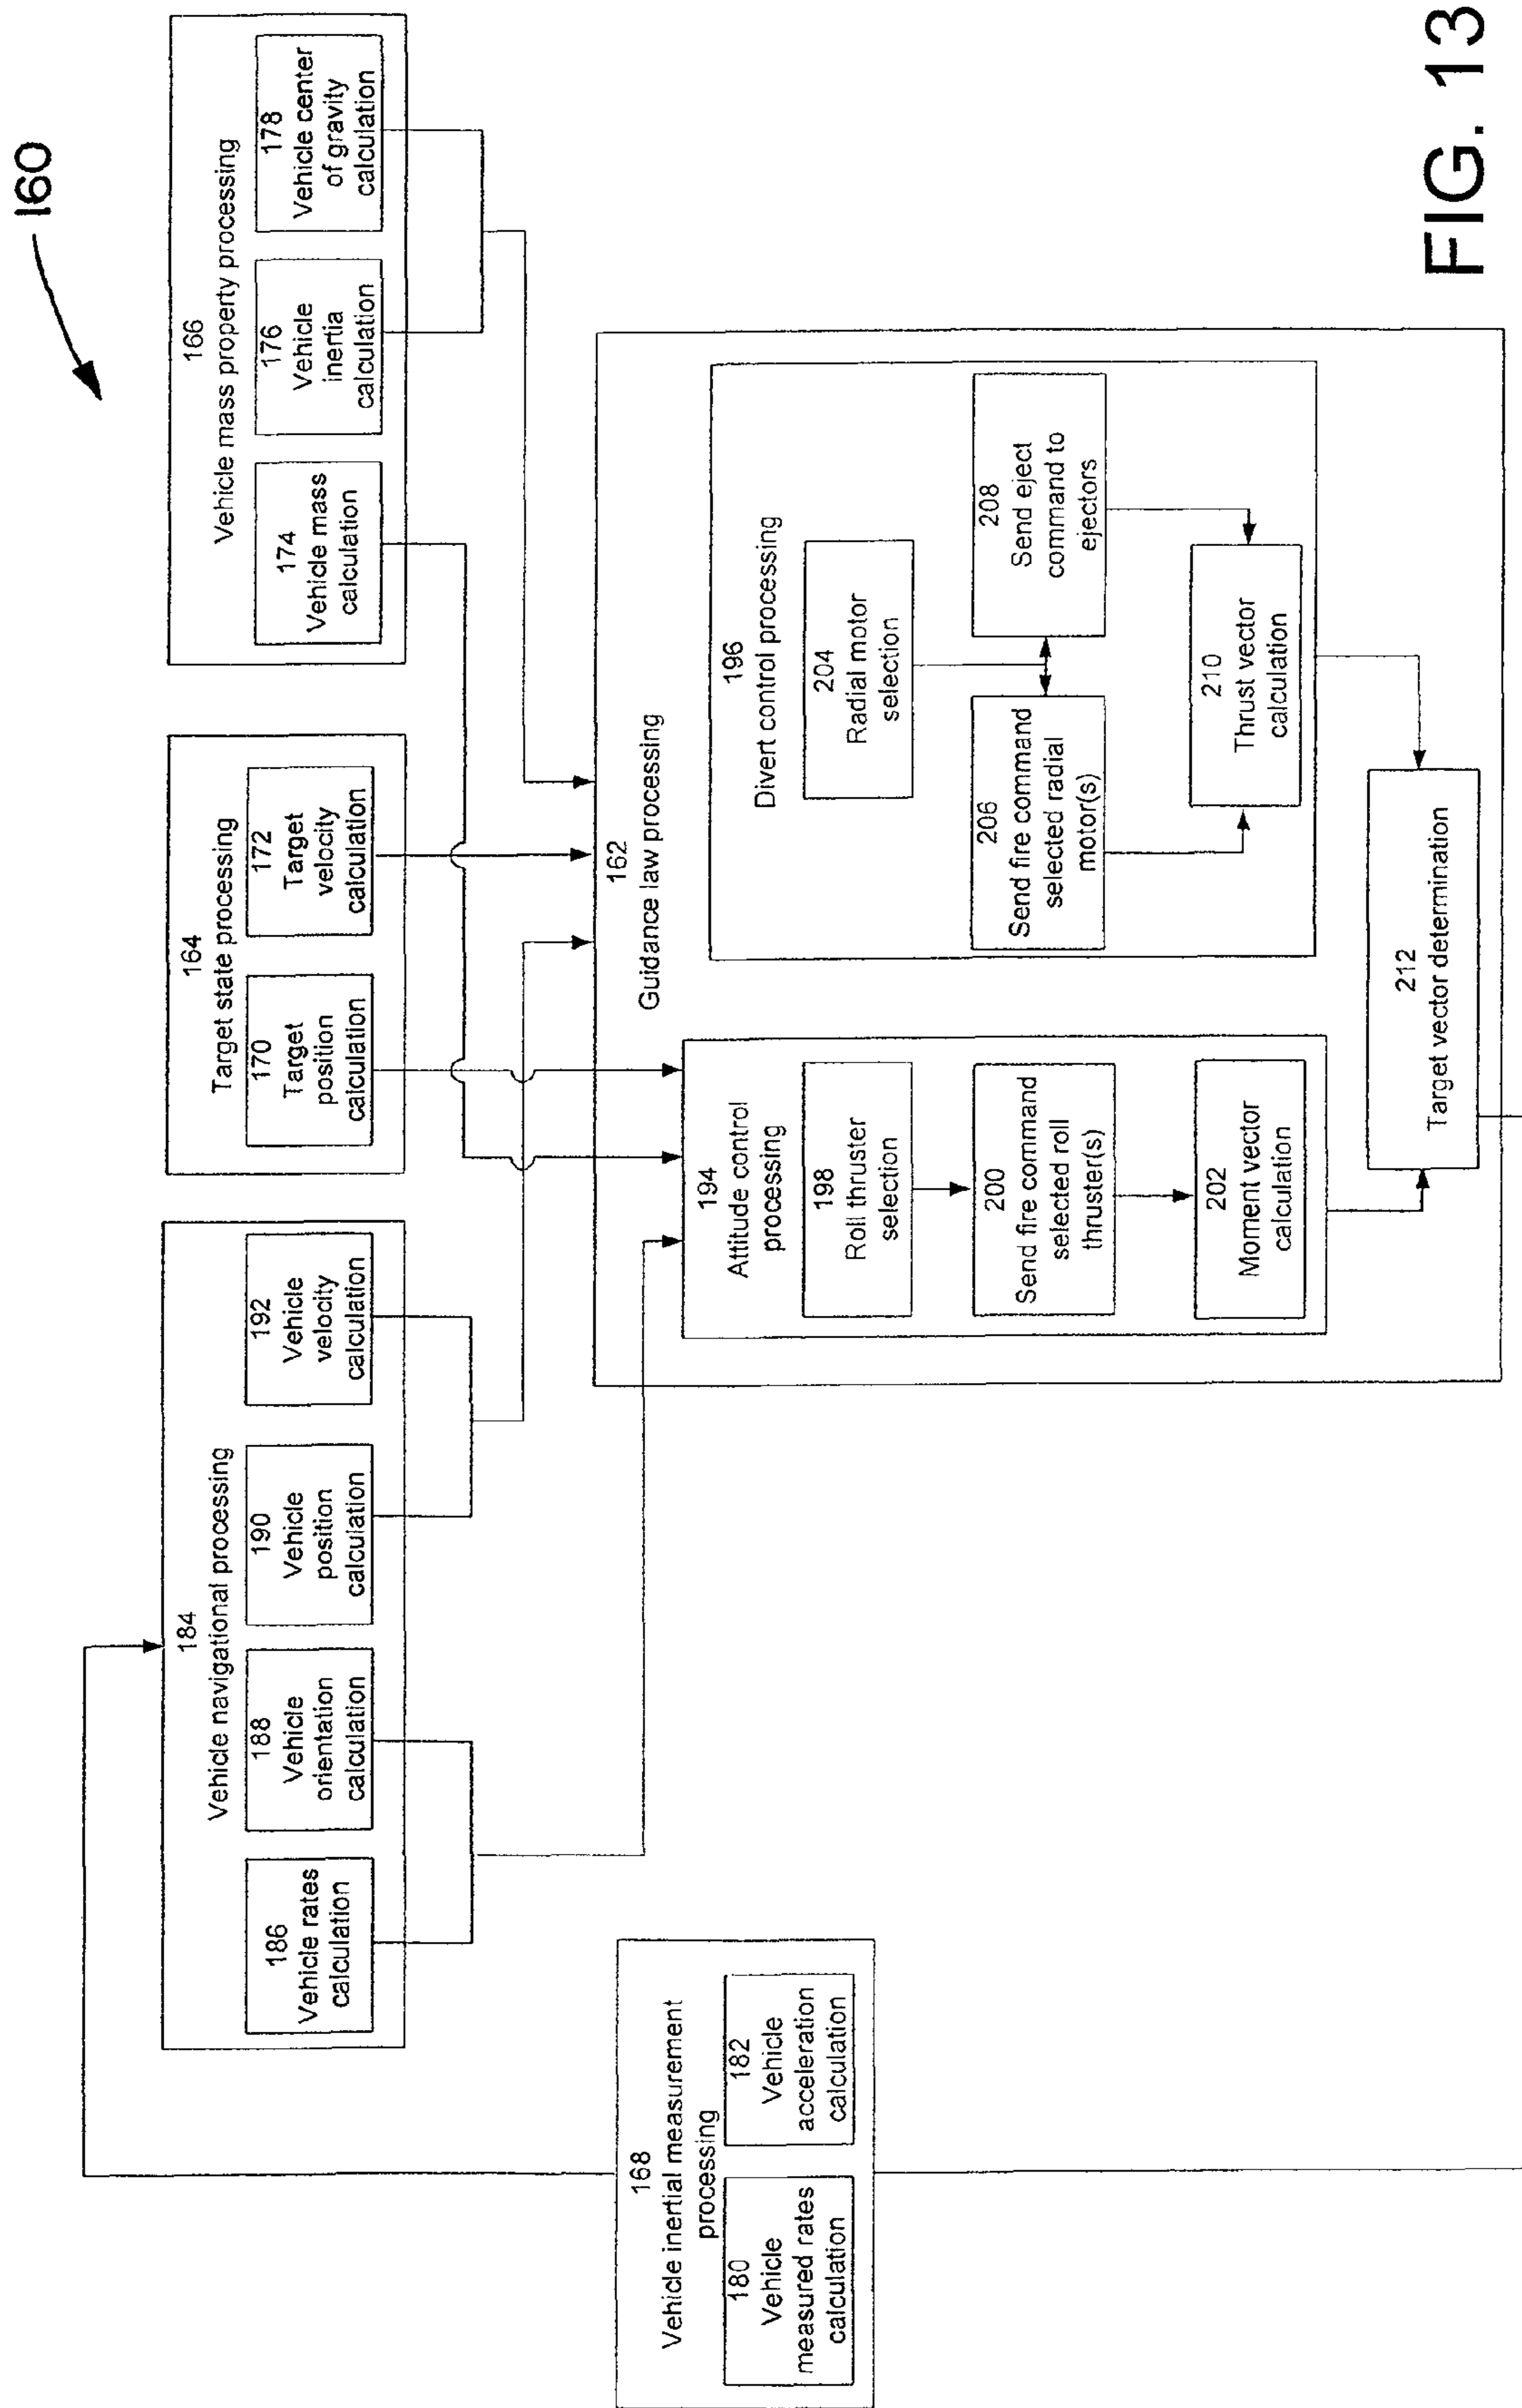 160
184
Vehicle navigational processing
186
Vehicle rates
calculation
188
Vehicle
orientation
calculation
190
Vehicle
position
calculation
192
Vehicle
velocity
calculation
164
Target state processing
170
Target
position
calculation
172
Target
velocity
calculation
166
Vehicle mass property processing
174
Vehicle mass
calculation
176
Vehicle
inertia
calculation
178
Vehicle center
of gravity
calculation
168
Vehicle inertial measurement
processing
180
Vehicle
measured rates
calculation
182
Vehicle
acceleration
calculation
162
Guidance law processing
194
Attitude control
processing
198
Roll thruster
selection
200
Send fire command
selected roll
thruster(s)
202
Moment vector
calculation
196
Divert control processing
204
Radial motor
selection
206
Send fire command
selected radial
motor(s)
208
Send eject
command to
ejectors
210
Thrust vector
calculation
212
Target vector determination
FIG. 13